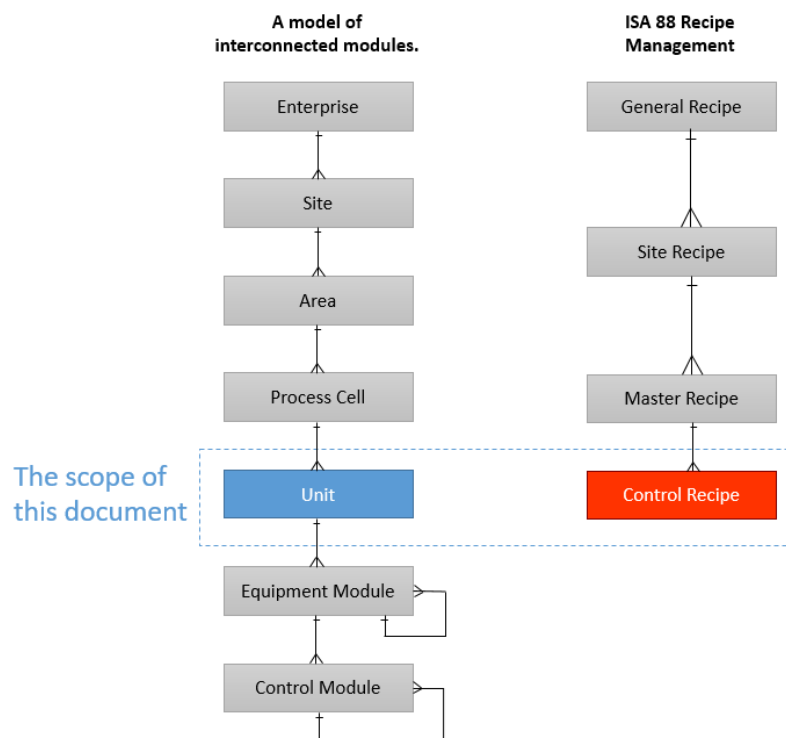 A model of
interconnected modules.
ISA 88 Recipe
Management
Enterprise
General Recipe
Site
Site Recipe
Area
Process Cell
Master Recipe
The scope of
this document
Unit
Control Recipe
Equipment Module
Control Module